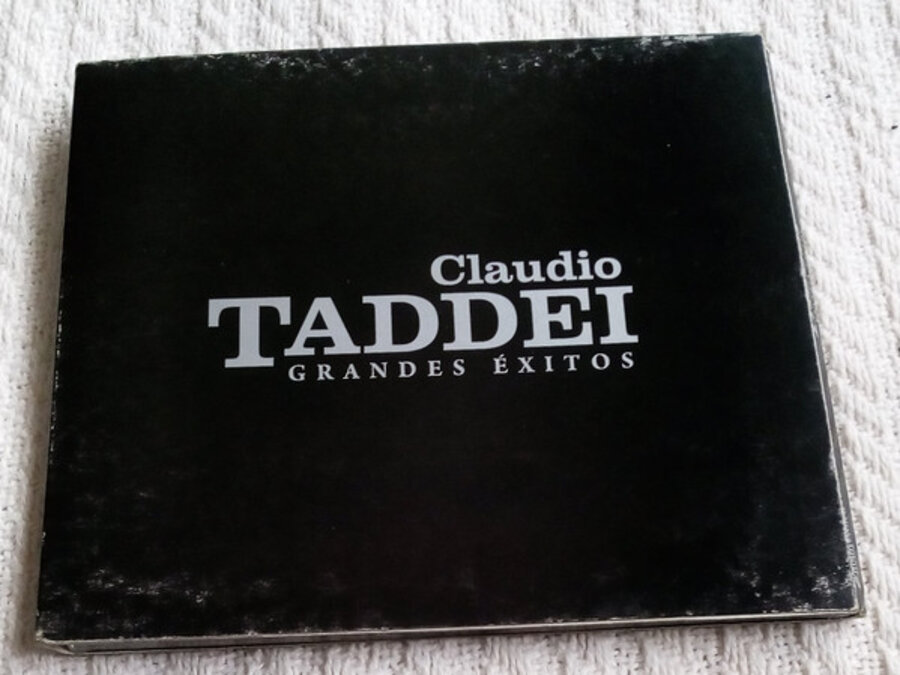 Claudio
TADDEI
GRANDES ÉXITOS